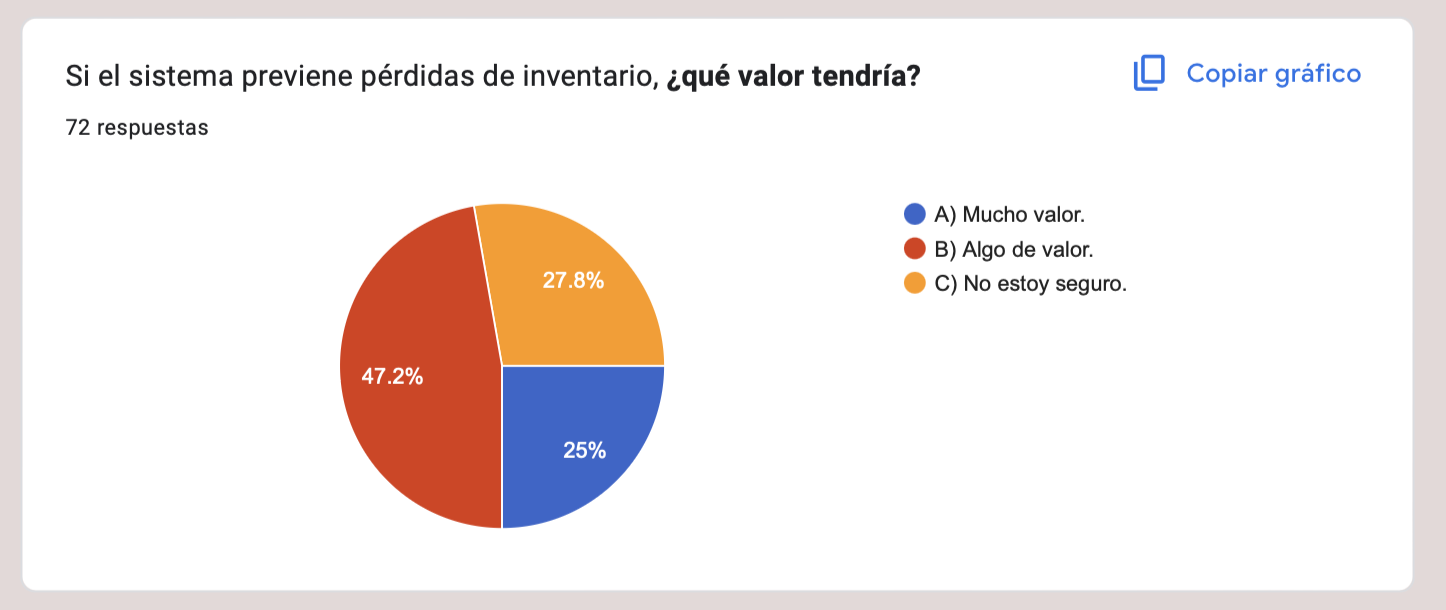 Si el sistema previene pérdidas de inventario, ¿qué valor tendría?
Copiar gráfico
72 respuestas
A) Mucho valor.
B) Algo de valor.
C) No estoy seguro.
27.8%
47.2%
25%